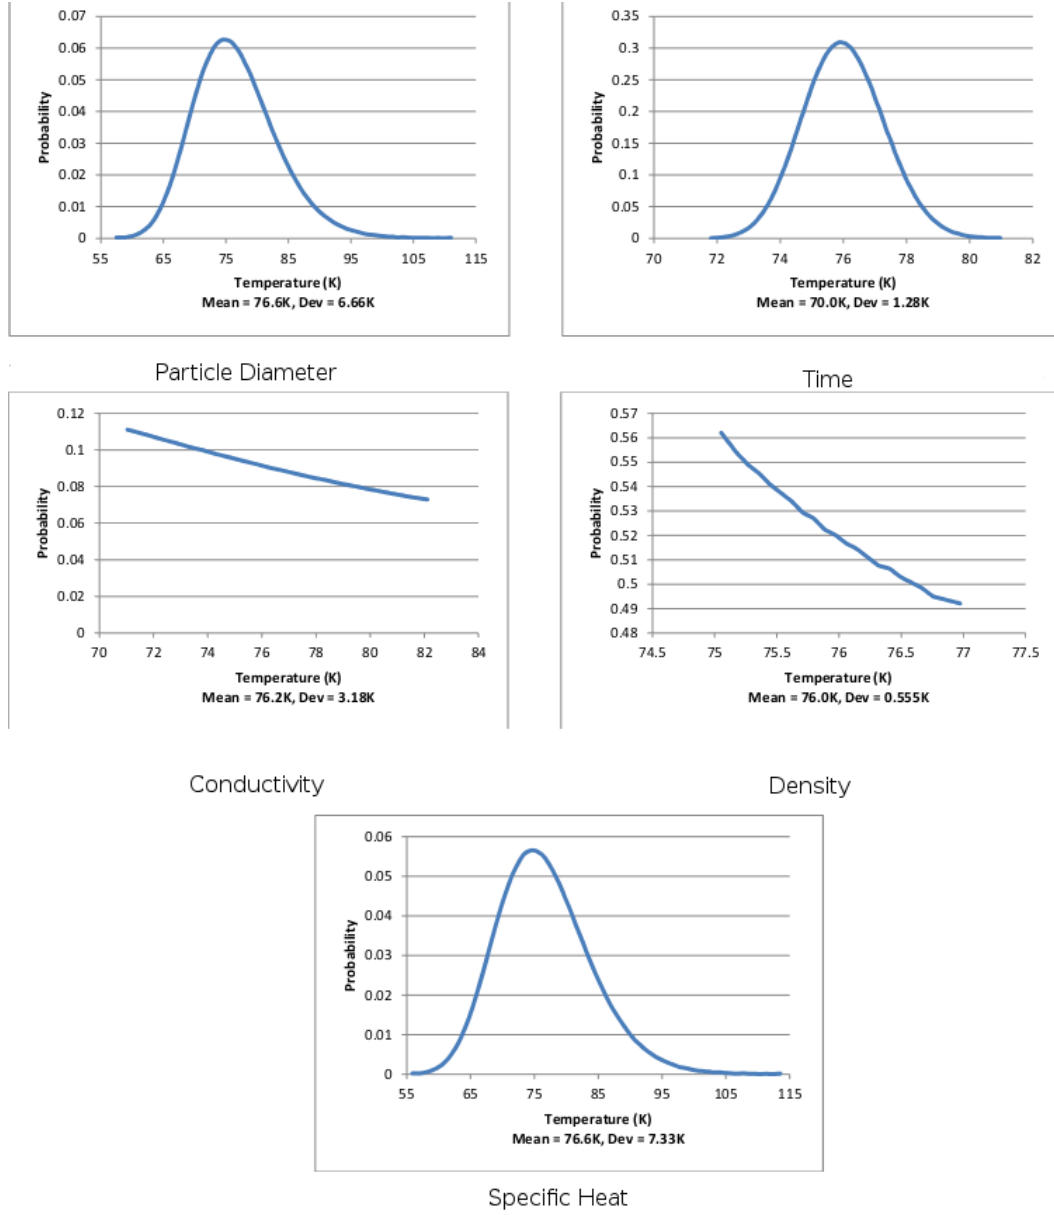 0.07
0.06
0.05
0.04
0.03
0.02
0.01
0
Probability
55 65 75 85 95 105 115
Temperature (K)
Mean = 76.6K, Dev = 6.66K
Particle Diameter
0.35
0.3
0.25
0.2
0.15
0.1
0.05
0
Probability
70 72 74 76 78 80 82
Temperature (K)
Mean = 70.0K, Dev = 1.28K
Time
0.12
0.1
0.08
0.06
0.04
0.02
0
Probability
70 72 74 76 78 80 82 84
Temperature (K)
Mean = 76.2K, Dev = 3.18K
Conductivity
0.57
0.56
0.55
0.54
0.53
0.52
0.51
0.5
0.49
0.48
Probability
74.5 75 75.5 76 76.5 77 77.5
Temperature (K)
Mean = 76.0K, Dev = 0.555K
Density
0.06
0.05
0.04
0.03
0.02
0.01
0
Probability
55 65 75 85 95 105 115
Temperature (K)
Mean = 76.6K, Dev = 7.33K
Specific Heat